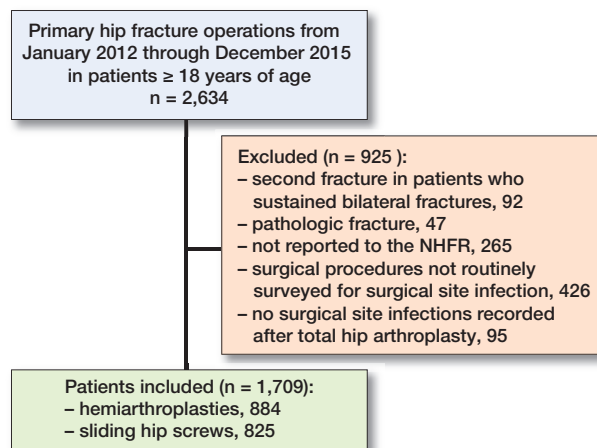 Primary hip fracture operations from
January 2012 through December 2015
in patients ≥ 18 years of age
n = 2,634
Excluded (n = 925 ):
– second fracture in patients who
sustained bilateral fractures, 92
– pathologic fracture, 47
– not reported to the NHFR, 265
– surgical procedures not routinely
surveyed for surgical site infection, 426
– no surgical site infections recorded
after total hip arthroplasty, 95
Patients included (n = 1,709):
– hemiarthroplasties, 884
– sliding hip screws, 825